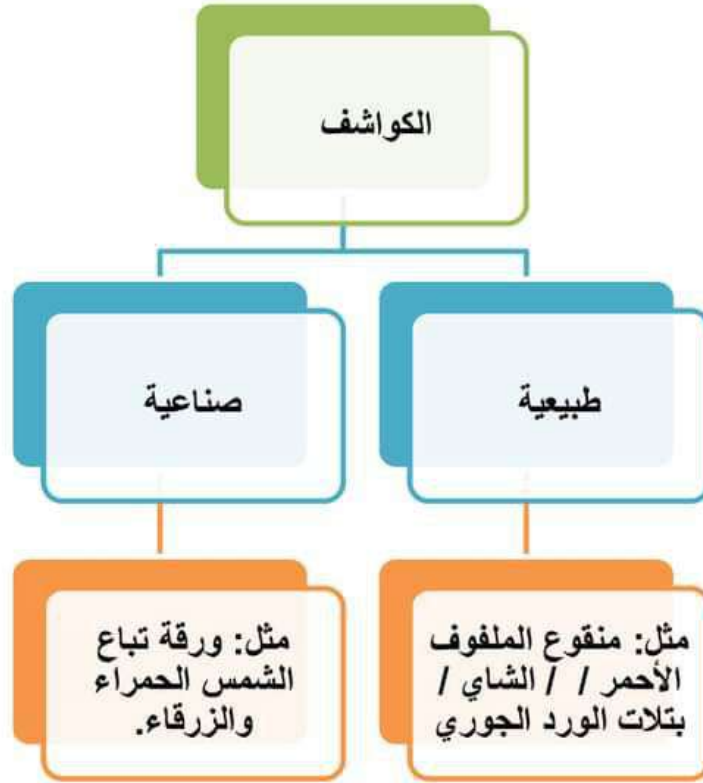 الكواشف
طبيعية
صناعية
مثل: منقوع الملفوف
الأحمر / / الشاي /
بتلات الورد الجوري
مثل: ورقة تباع
الشمس الحمراء
والزرقاء.